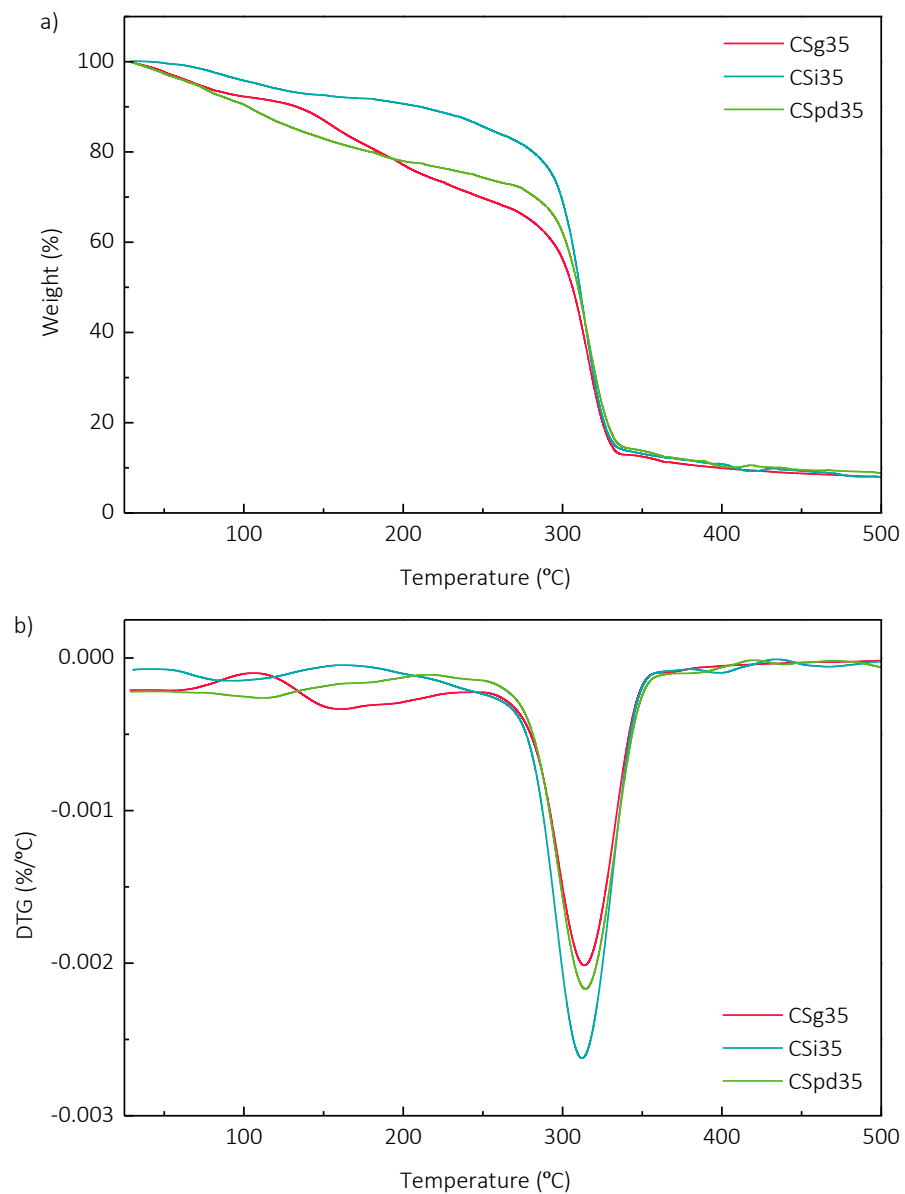 a)
100
80
60
40
20
0
Weight (%)
CSg35
CSi35
CSpd35
100 200 300 400 500
Temperature (ºC)
b)
0.000
-0.001
-0.002
-0.003
DTG (%/ºC)
CSg35
CSi35
CSpd35
100 200 300 400 500
Temperature (ºC)